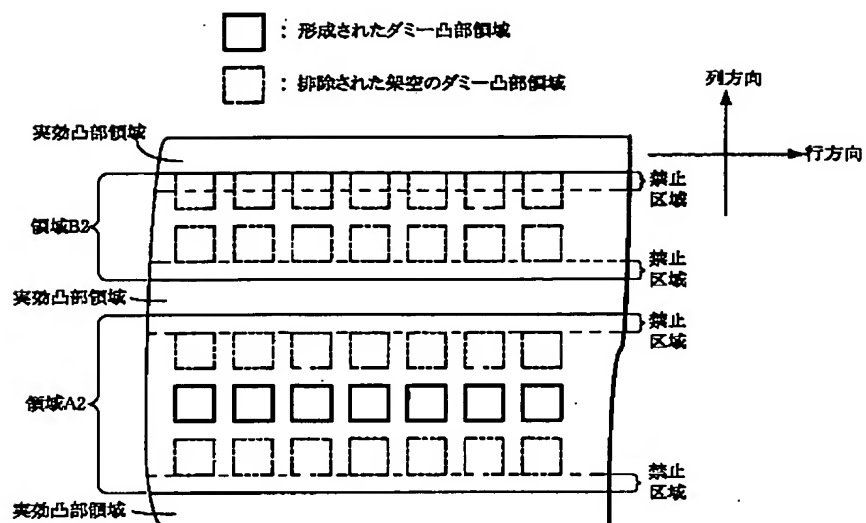 ：形成されたダミー凸部領域
：排除された架空のダミー凸部領域
列方向
行方向
実効凸部領域
禁止
区域
領域B2
禁止
区域
実効凸部領域
禁止
区域
領域A2
禁止
区域
実効凸部領域